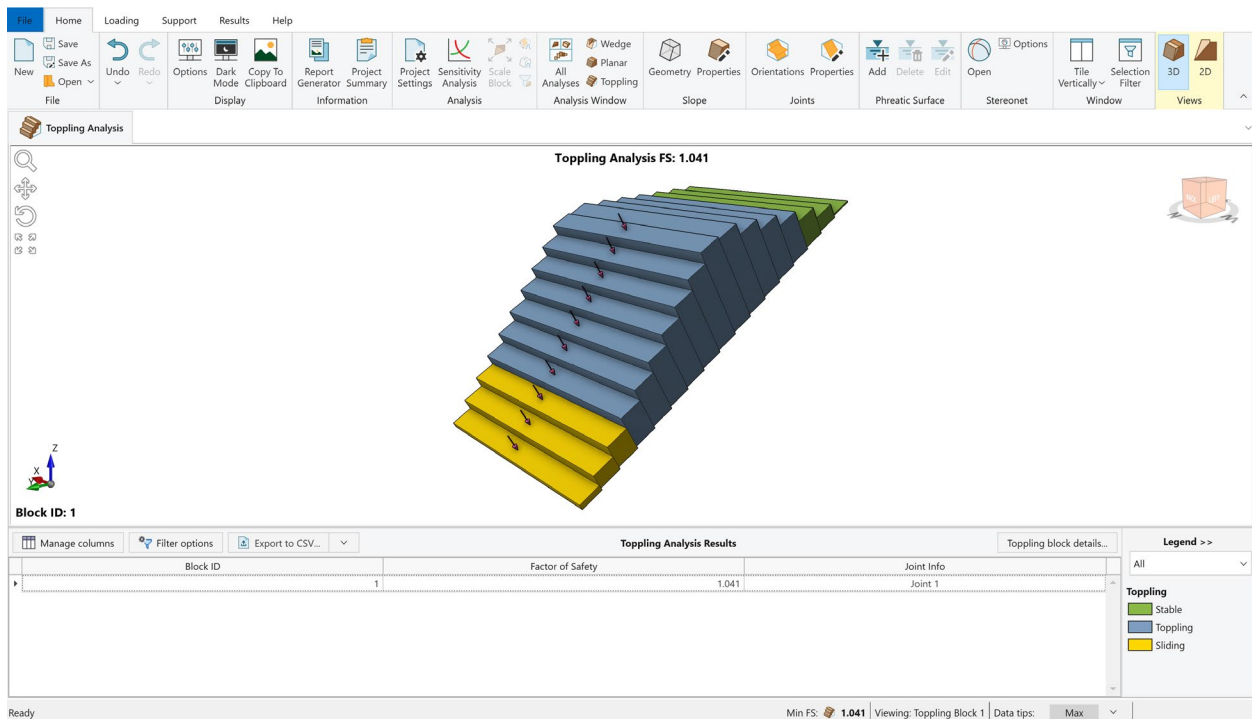 File Home Loading Support Results Help
New Save Save As Open Undo Redo Options Dark Mode Copy To Clipboard Report Generator Project Summary Project Settings Sensitivity Analysis Scale Block All Analyses Wedge Planar Toppling Geometry Properties Orientations Properties Add Delete Edit Open Options Tile Vertically Selection Filter 3D 2D
File Display Information Analysis Analysis Window Slope Joints Phreatic Surface Stereonet Window Views
Toppling Analysis
Toppling Analysis FS: 1.041
Z
X
Y
Block ID: 1
Manage columns Filter options Export to CSV... Toppling Analysis Results Toppling block details... Legend >>
Block ID Factor of Safety Joint Info All
1 1.041 Joint 1
Toppling
Stable
Toppling
Sliding
Ready Min FS: 1.041 Viewing: Toppling Block 1 Data tips: Max